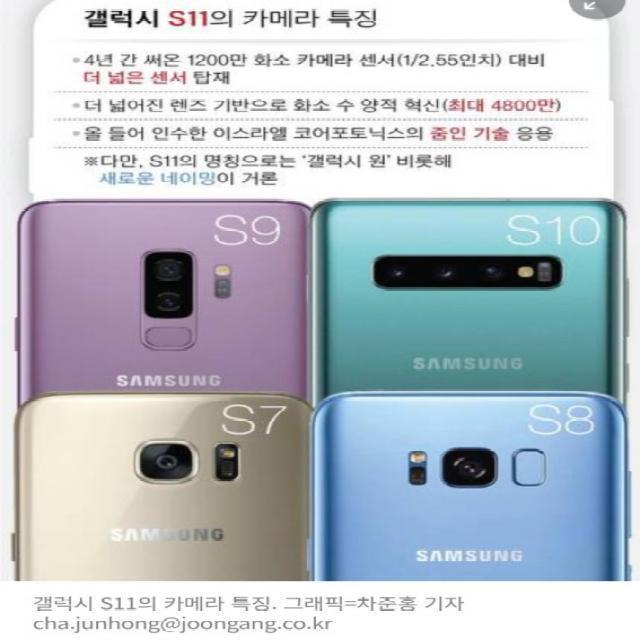 갤럭시 S11의 카메라 특징
4년 간 써온 1200만 화소 카메라 센서(1/2.55인치) 대비
더 넓은 센서 탑재
더 넓어진 렌즈 기반으로 화소 수 양적 혁신(최대 4800만)
올 들어 인수한 이스라엘 코어포토닉스의 줌인 기술 응용
※다만, S11의 명칭으로는 '갤럭시 원' 비롯해
새로운 네이밍이 거론
S9
S10
SAMSUNG
SAMSUNG
S7
S8
SAMSUNG
SAMSUNG
갤럭시 S11의 카메라 특징. 그래픽=차준홍 기자
cha.junhong@joongang.co.kr